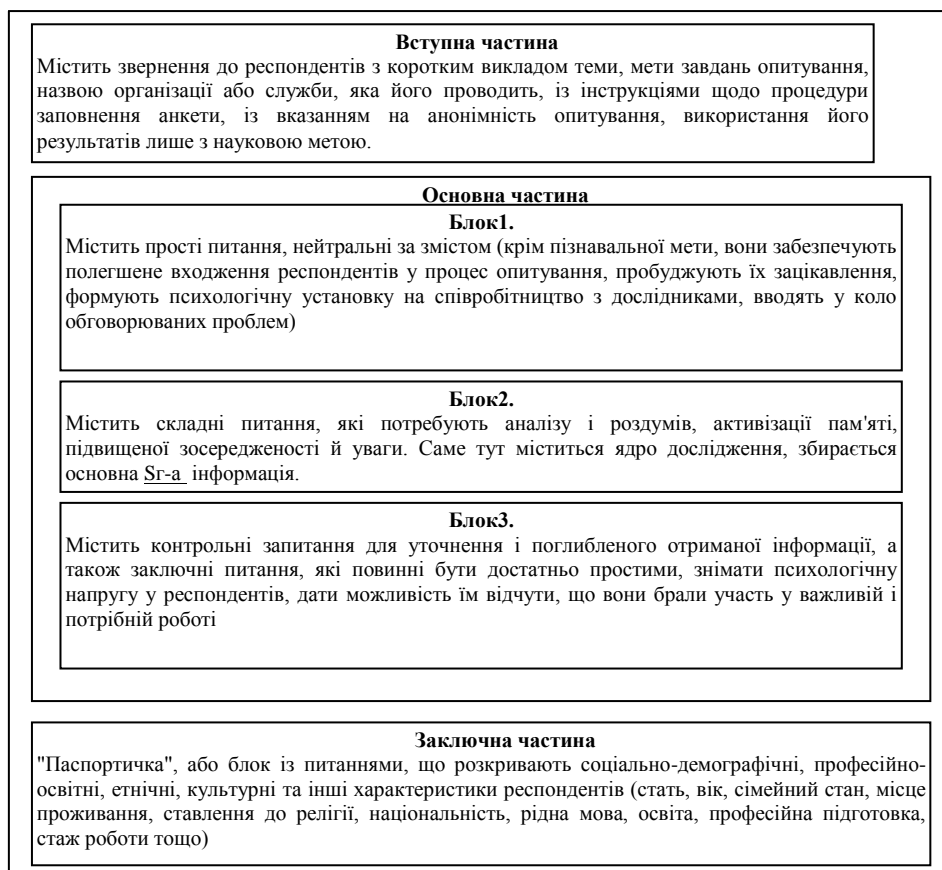 Вступна частина
Містить звернення до респондентів з коротким викладом теми, мети завдань опитування,
назвою організації або служби, яка його проводить, із інструкціями щодо процедури
заповнення анкети, із вказанням на анонімність опитування, використання його
результатів лише з науковою метою.
Основна частина
Блок1.
Містить прості питання, нейтральні за змістом (крім пізнавальної мети, вони забезпечують
полегшене входження респондентів у процес опитування, пробуджують їх зацікавлення,
формують психологічну установку на співробітництво з дослідниками, вводять у коло
обговорюваних проблем)
Блок2.
Містить складні питання, які потребують аналізу і роздумів, активізації пам'яті,
підвищеної зосередженості й уваги. Саме тут міститься ядро дослідження, збирається
основна Sг-а інформація.
Блок3.
Містить контрольні запитання для уточнення і поглибленого отриманої інформації, а
також заключні питання, які повинні бути достатньо простими, знімати психологічну
напругу у респондентів, дати можливість їм відчути, що вони брали участь у важливій і
потрібній роботі
Заключна частина
"Паспортичка", або блок із питаннями, що розкривають соціально-демографічні, професійно-
освітні, етнічні, культурні та інші характеристики респондентів (стать, вік, сімейний стан, місце
проживання, ставлення до релігії, національність, рідна мова, освіта, професійна підготовка,
стаж роботи тощо)